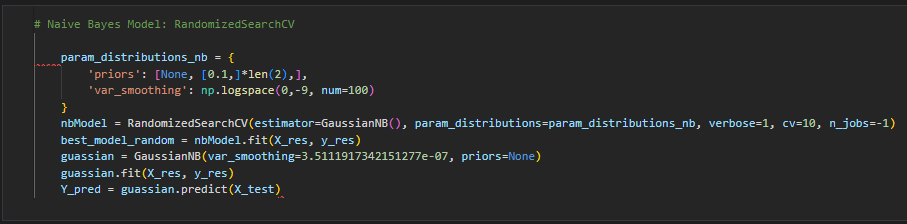 # Naive Bayes Model: RandomizedSearchCV
param_distributions_nb = {
'priors': [None, [0.1,]*len(2),],
'var_smoothing': np.logspace(0,-9, num=100)
}
nbModel = RandomizedSearchCV(estimator=GaussianNB(), param_distributions=param_distributions_nb, verbose=1, cv=10, n_jobs=-1)
best_model_random = nbModel.fit(X_res, y_res)
guassian = GaussianNB(var_smoothing=3.5111917342151277e-07, priors=None)
guassian.fit(X_res, y_res)
Y_pred = guassian.predict(X_test)